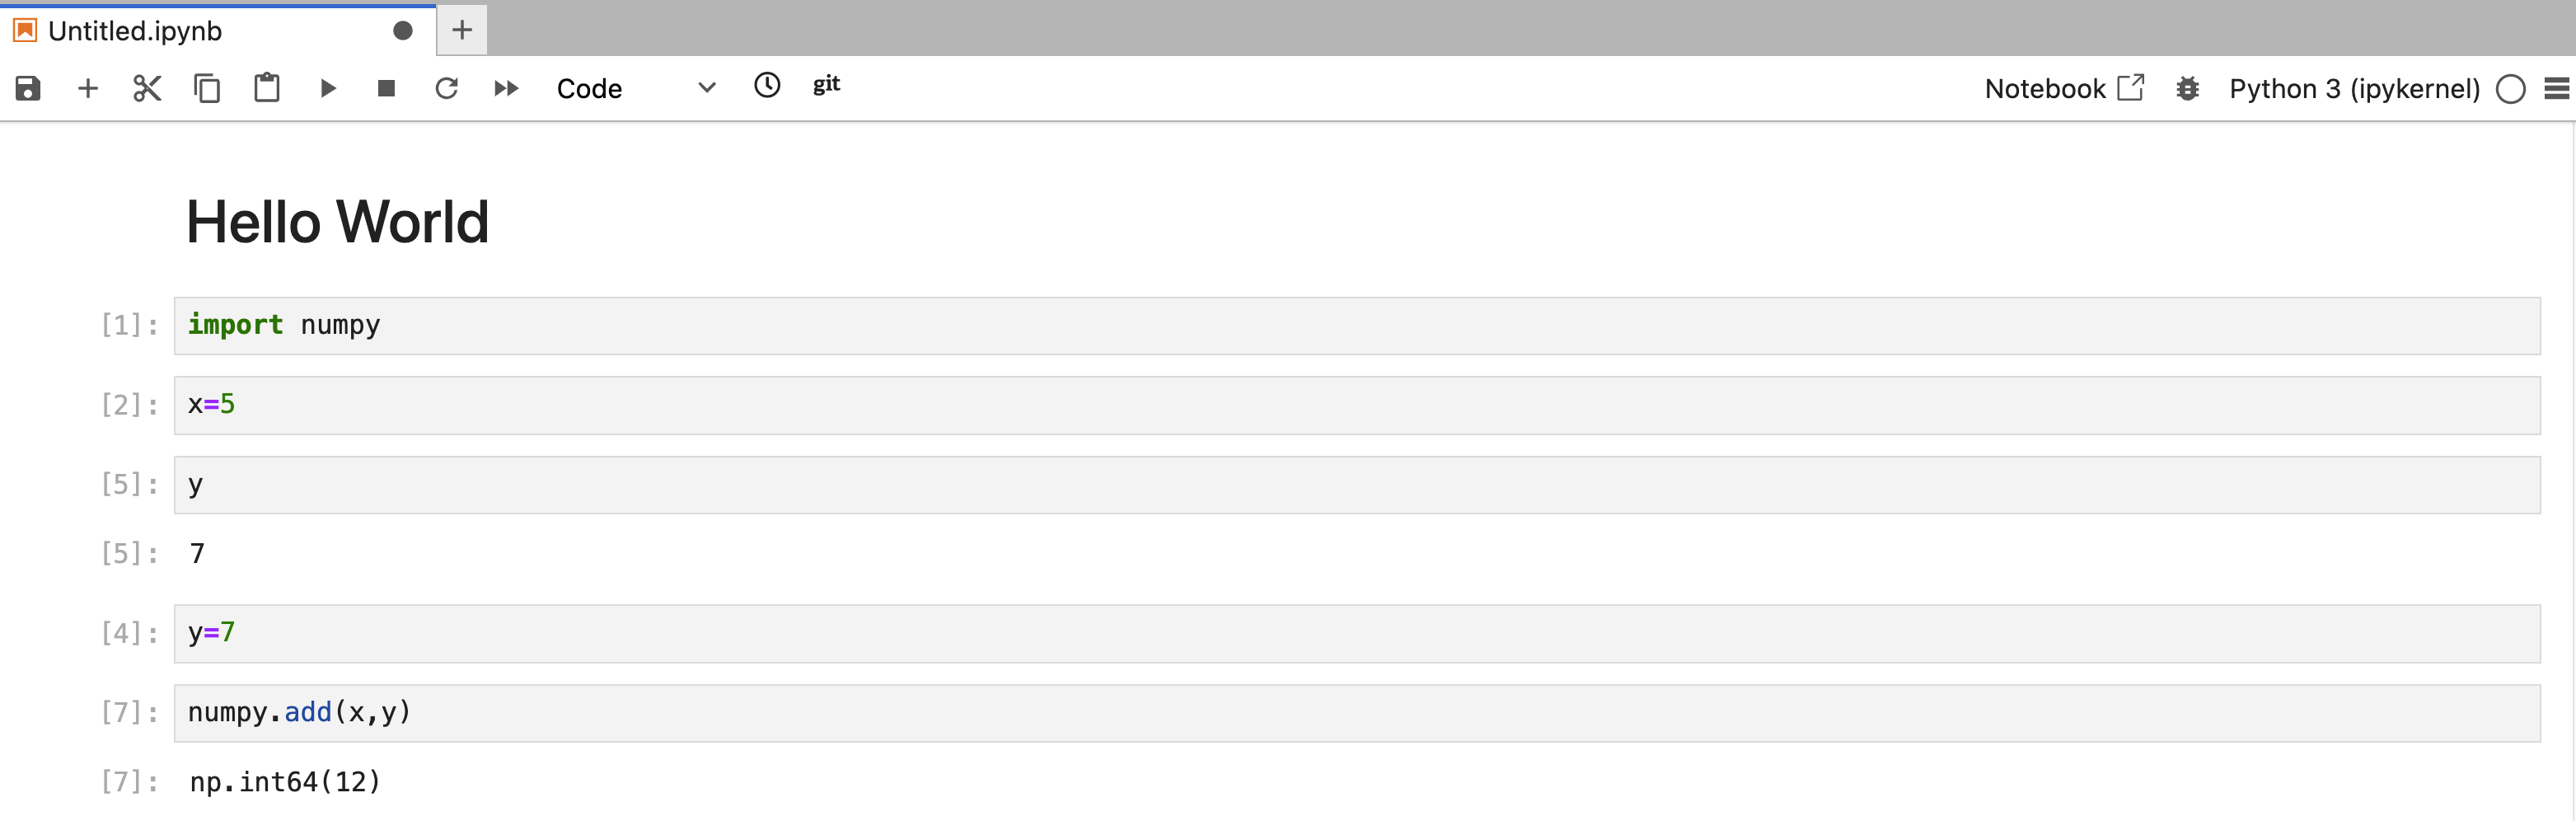 Untitled.ipynb
Code git Notebook Python 3 (ipykernel)
Hello World
[1]: import numpy
[2]: x=5
[5]: y
[5]: 7
[4]: y=7
[7]: numpy.add(x,y)
[7]: np.int64(12)